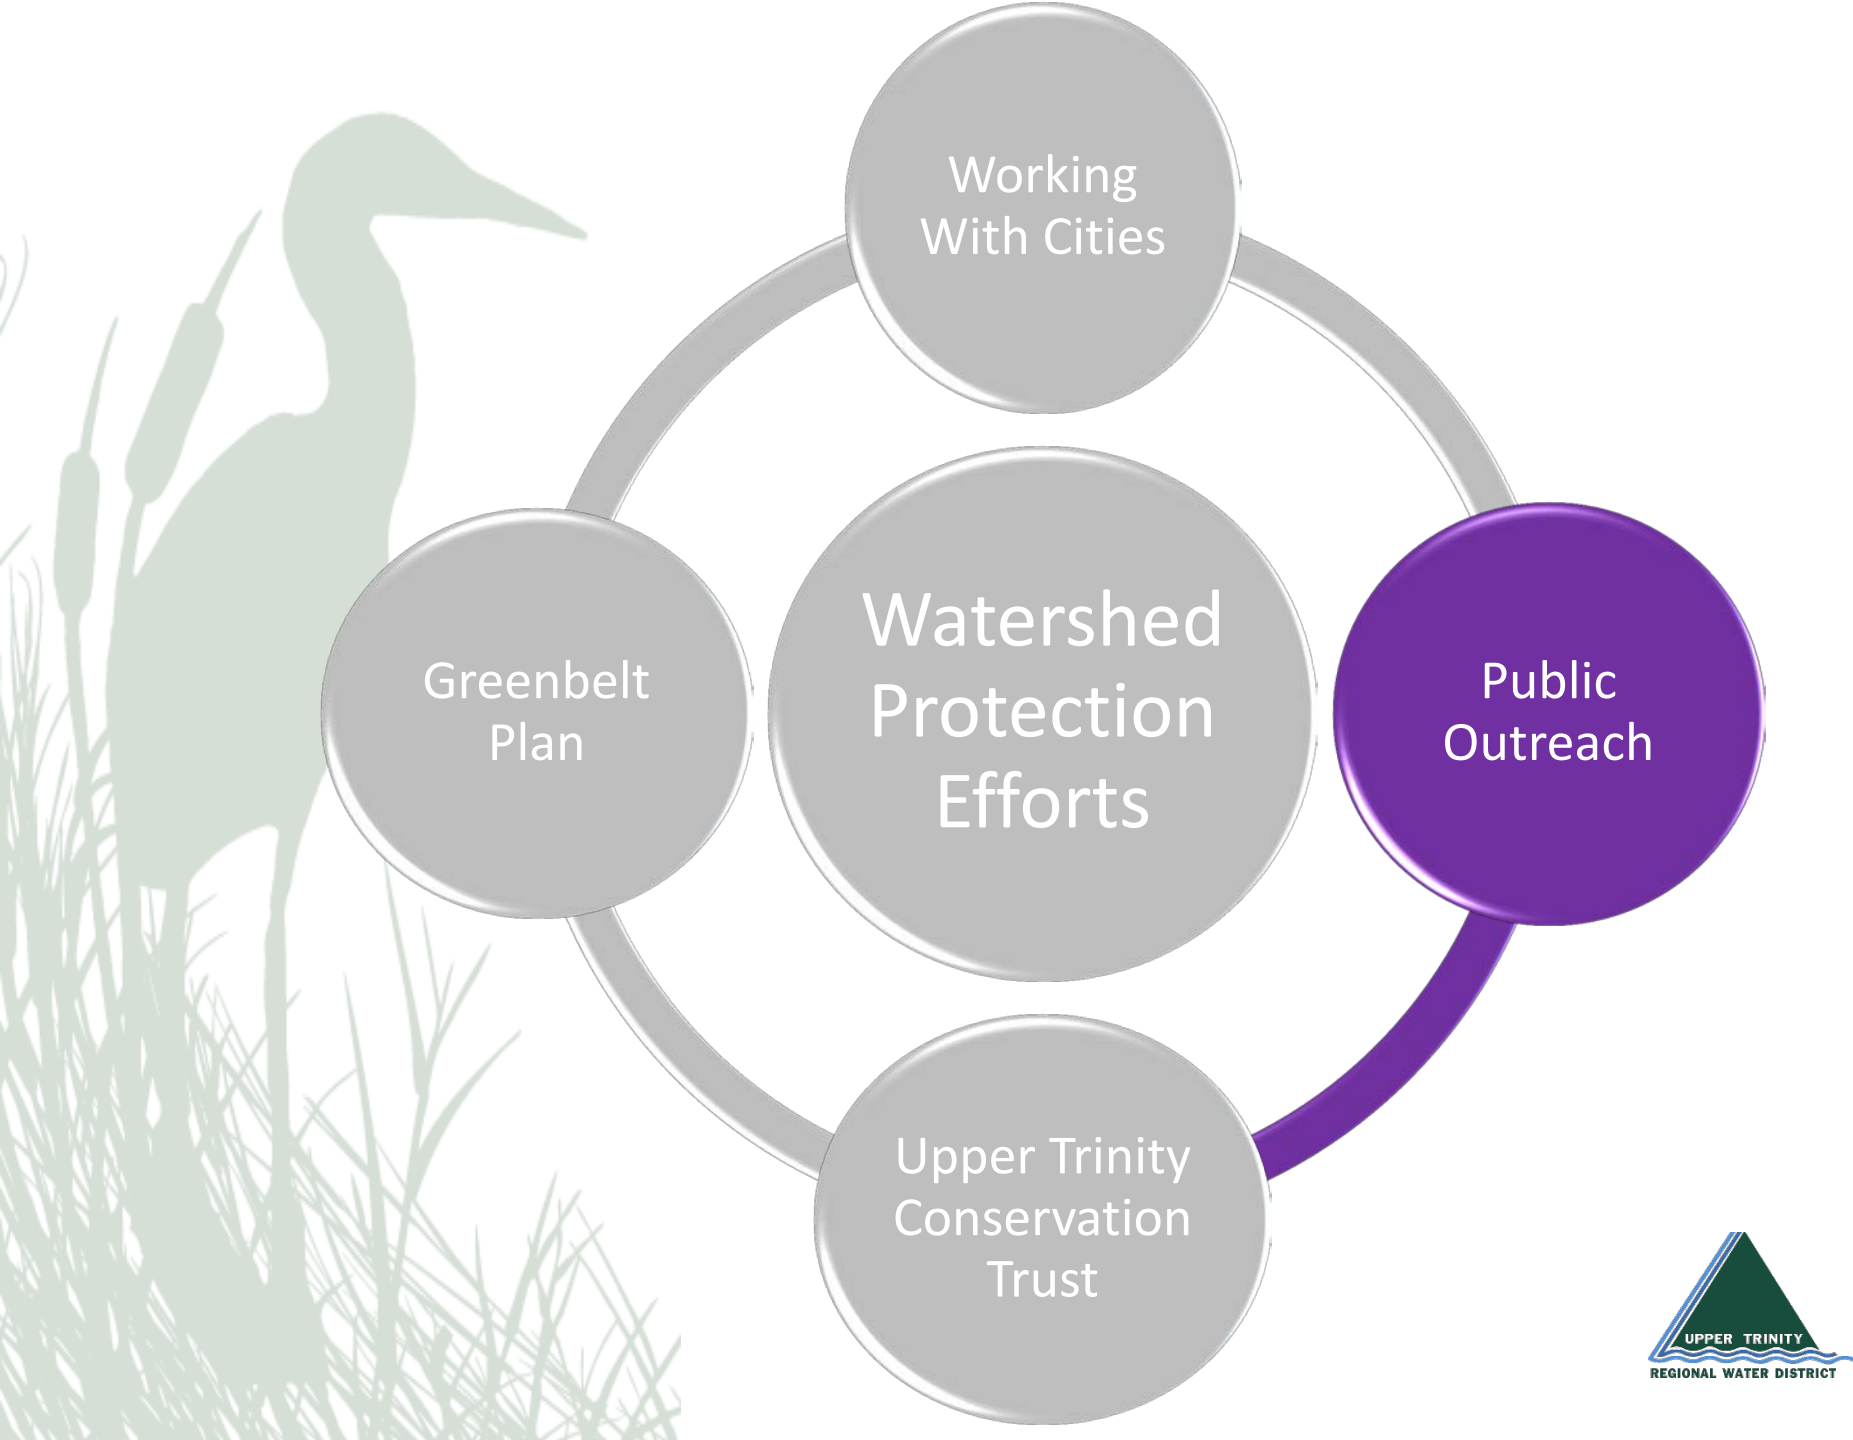 Working
With Cities
Greenbelt
Plan
Watershed
Protection
Efforts
Public
Outreach
Upper Trinity
Conservation
Trust
UPPER TRINITY
REGIONAL WATER DISTRICT